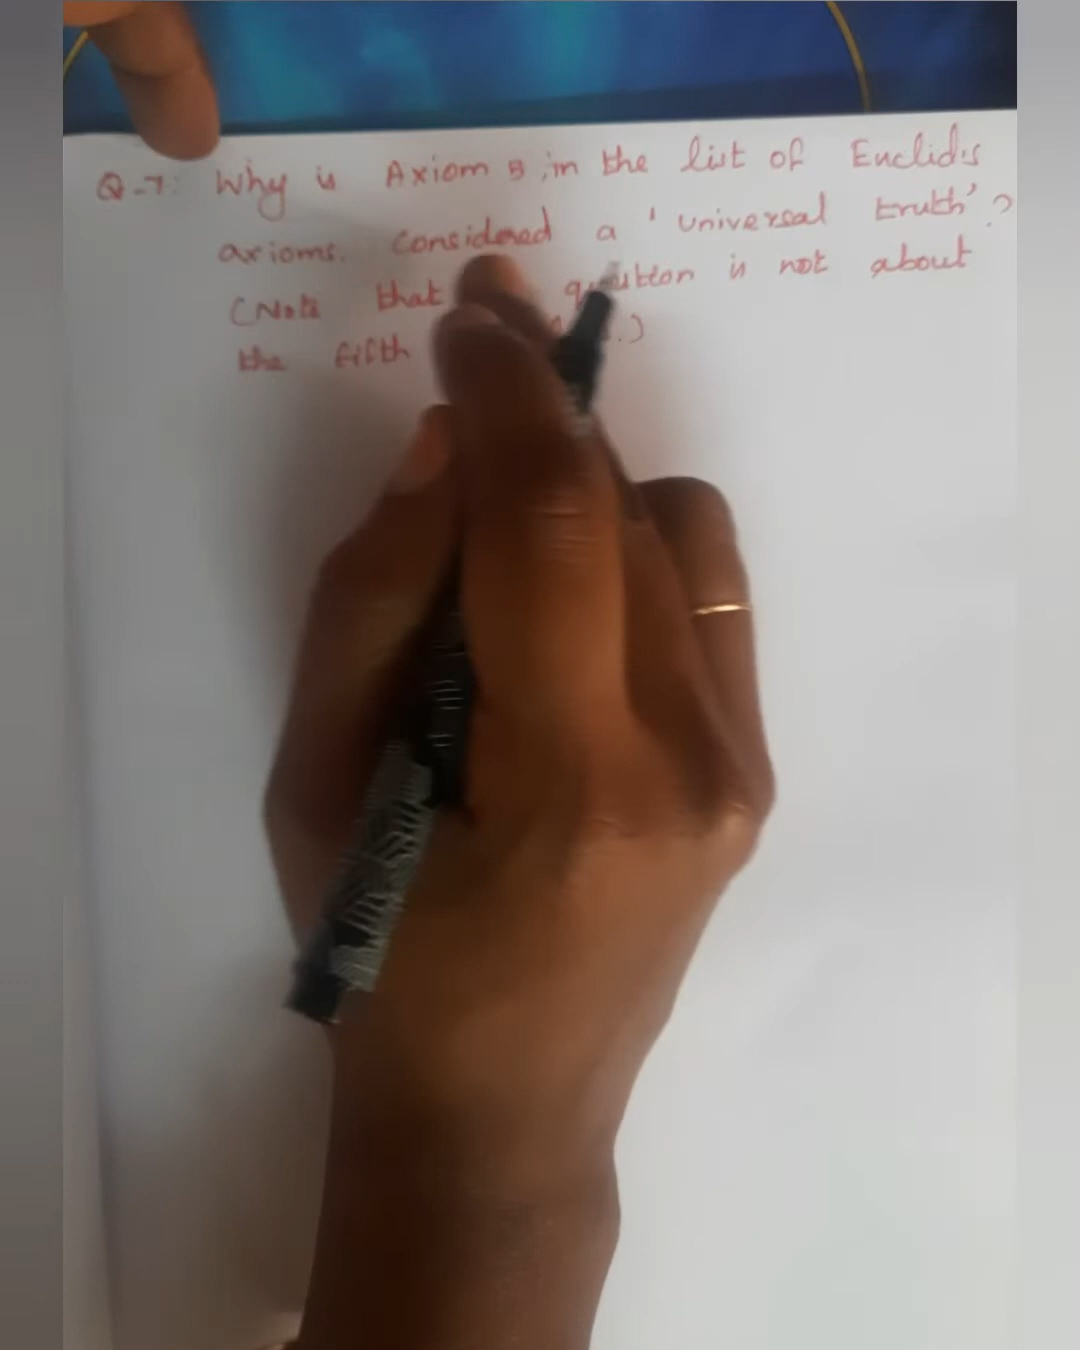 Q-7: Why is Axiom 5, in the list of Euclid's
axioms, considered a 'universal truth'?
(Note that question is not about
the fifth